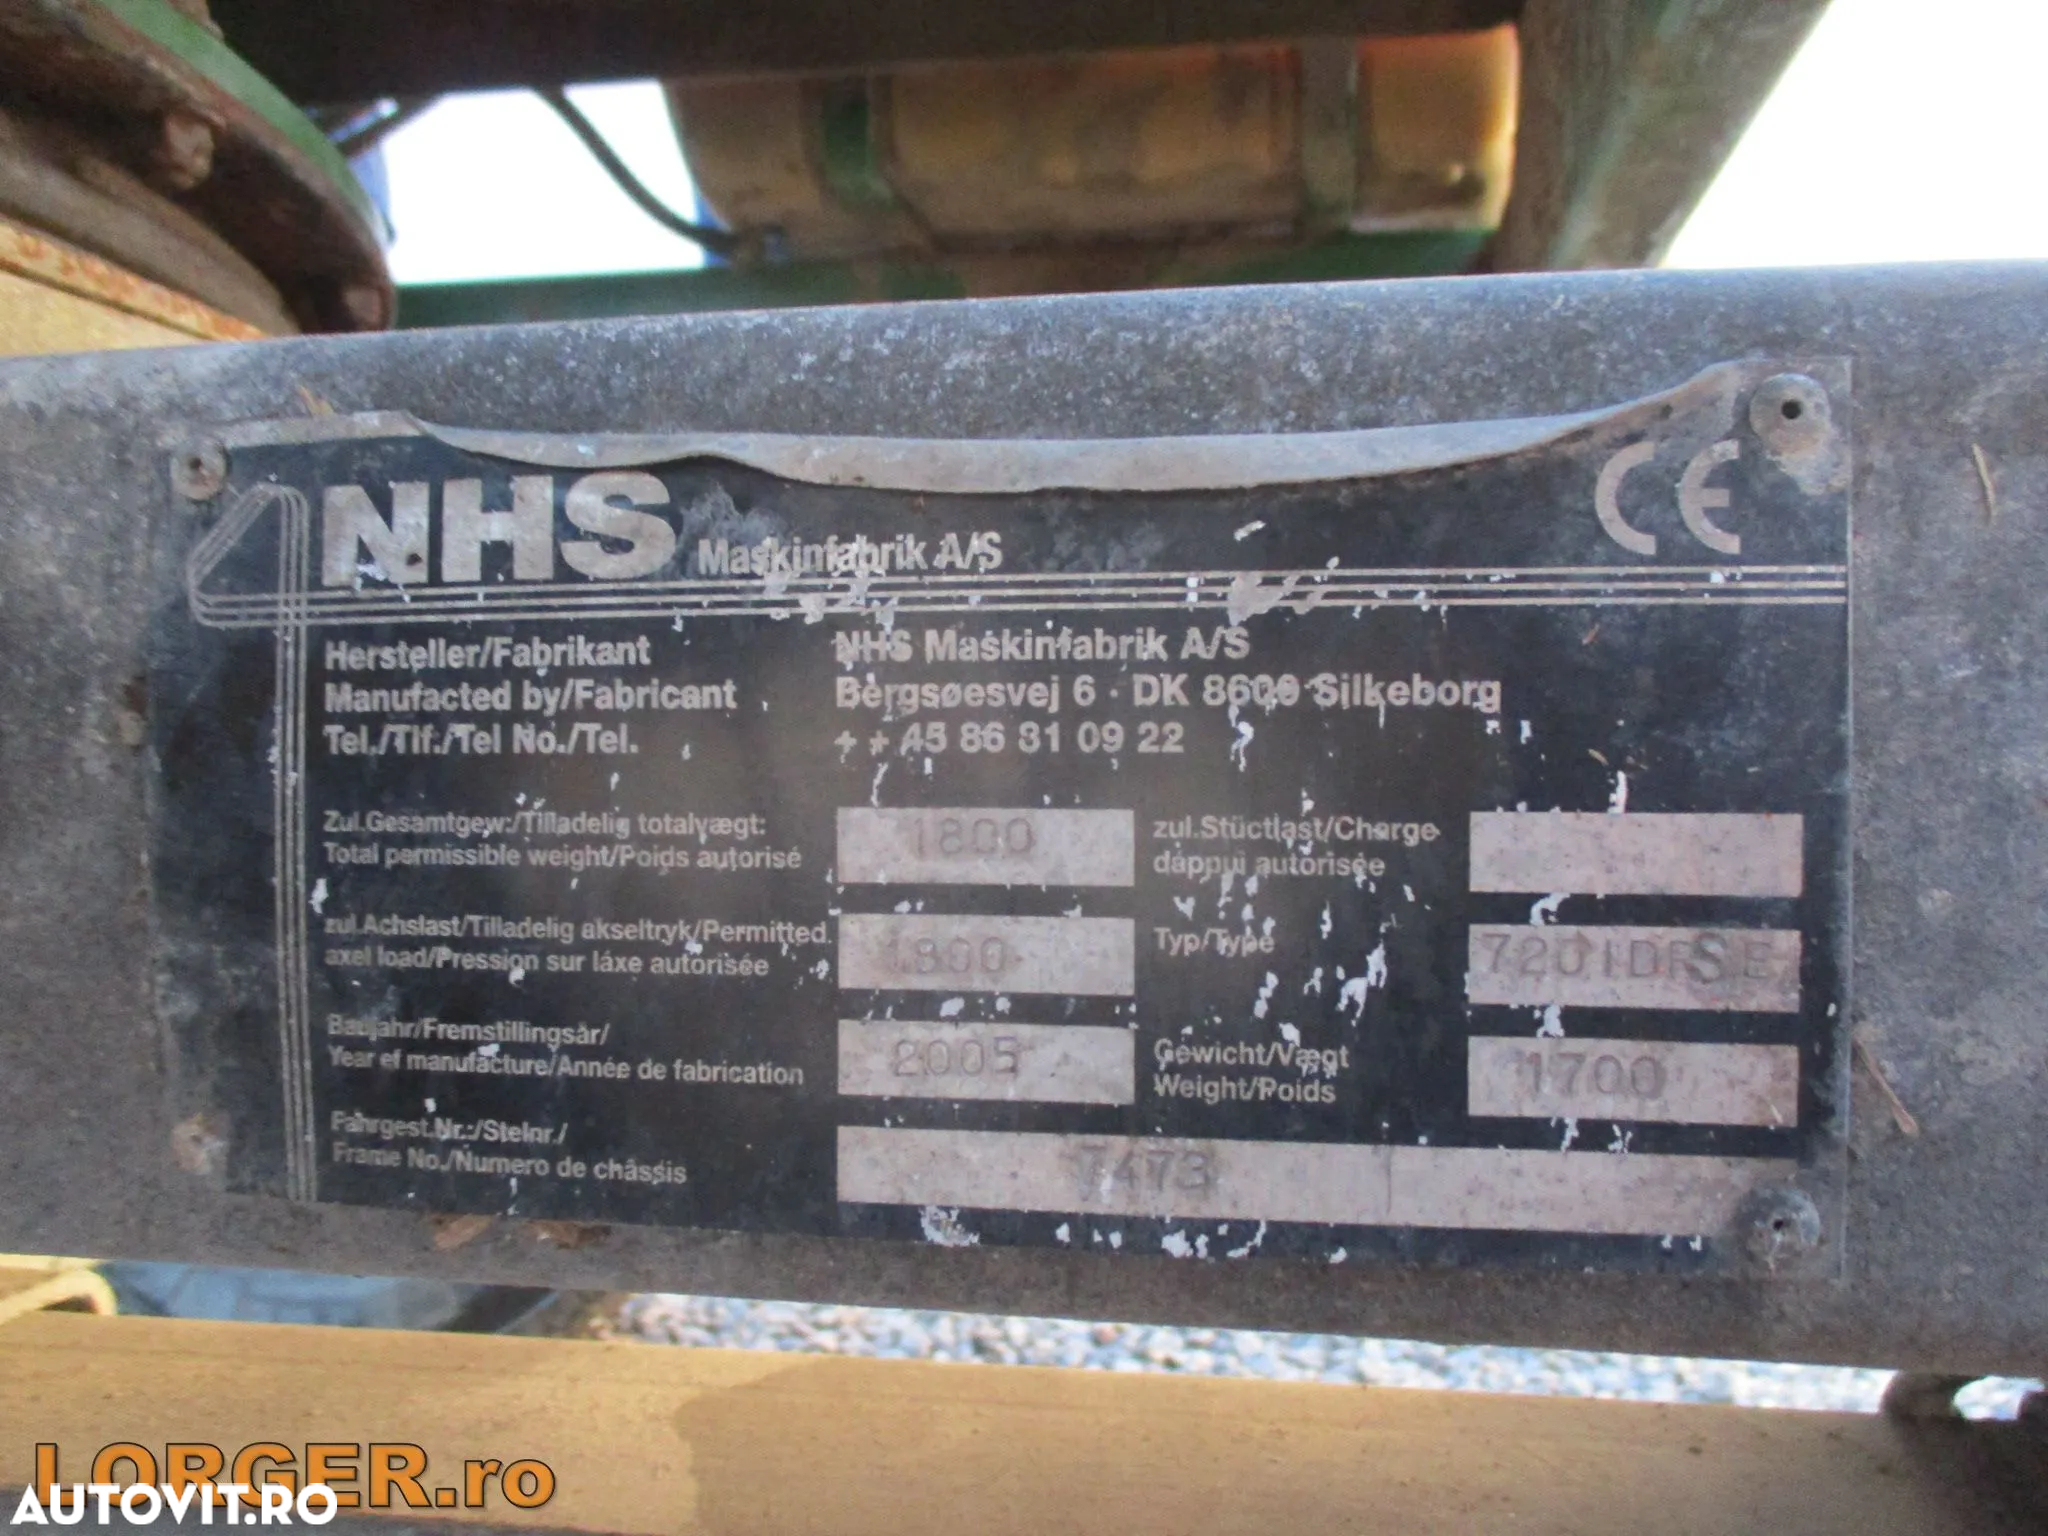 NHS Maskinfabrik A/S CE
Hersteller/Fabrikant NHS Maskinfabrik A/S
Manufacted by/Fabricant Bergsøesvej 6 · DK 8600 Silkeborg
Tel./Tlf./Tel No./Tel. + + 45 86 81 09 22
Zul.Gesamtgew:/Tilladelig totalvægt: 1800
Total permissible weight/Poids autorisé
zul.Stüctlast/Charge
dáppui autorisée
zul.Achslast/Tilladelig akseltryk/Permitted. 1800
axel load/Pression sur láxe autorisée
Typ/Type
Baujahr/Fremstillingsår/ 2005
Year of manufacture/Année de fabrication
Gewicht/Vægt 1700
Weight/Poids
Fahrgest.Nr.:/Stelnr./ 7473
Frame No./Numero de châssis
LORGER.ro
AUTOVIT.RO